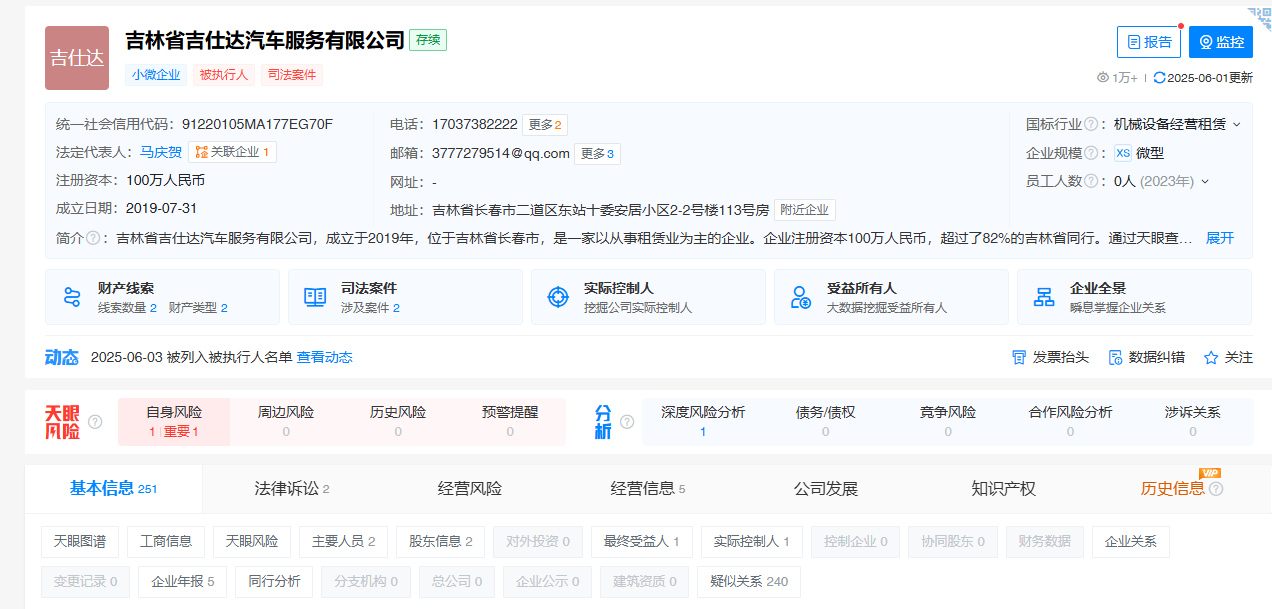 吉仕达
吉林省吉仕达汽车服务有限公司 存续
小微企业 被执行人 司法案件
报告 监控
1万+ 2025-06-01更新
统一社会信用代码：91220105MA177EG70F
法定代表人：马庆贺 关联企业 1
注册资本：100万人民币
成立日期：2019-07-31
电话：17037382222 更多2
邮箱：3777279514@qq.com 更多3
网址：-
地址：吉林省长春市二道区东站十委安居小区2-2号楼113号房 附近企业
国标行业?：机械设备经营租赁
企业规模?：XS 微型
员工人数?：0人 (2023年)
简介?：吉林省吉仕达汽车服务有限公司，成立于2019年，位于吉林省长春市，是一家以从事租赁业为主的企业。企业注册资本100万人民币，超过了82%的吉林省同行。通过天眼查... 展开
财产线索
线索数量 2 财产类型 2
司法案件
涉及案件 2
实际控制人
挖掘公司实际控制人
受益所有人
大数据挖掘受益所有人
企业全景
瞬息掌握企业关系
动态 2025-06-03 被列入被执行人名单 查看动态
发票抬头 数据纠错 关注
天眼风险 ?
自身风险 周边风险 历史风险 预警提醒
1 重要 1 0 0 0
分析 ?
深度风险分析 债务/债权 竞争风险 合作风险分析 涉诉关系
1 0 0 0 0
基本信息 251 法律诉讼 2 经营风险 经营信息 5 公司发展 知识产权 历史信息 ? VIP
天眼图谱 工商信息 天眼风险 主要人员 2 股东信息 2 对外投资 0 最终受益人 1 实际控制人 1 控制企业 0 协同股东 0 财务数据 企业关系
变更记录 0 企业年报 5 同行分析 分支机构 0 总公司 0 企业公示 0 建筑资质 0 疑似关系 240